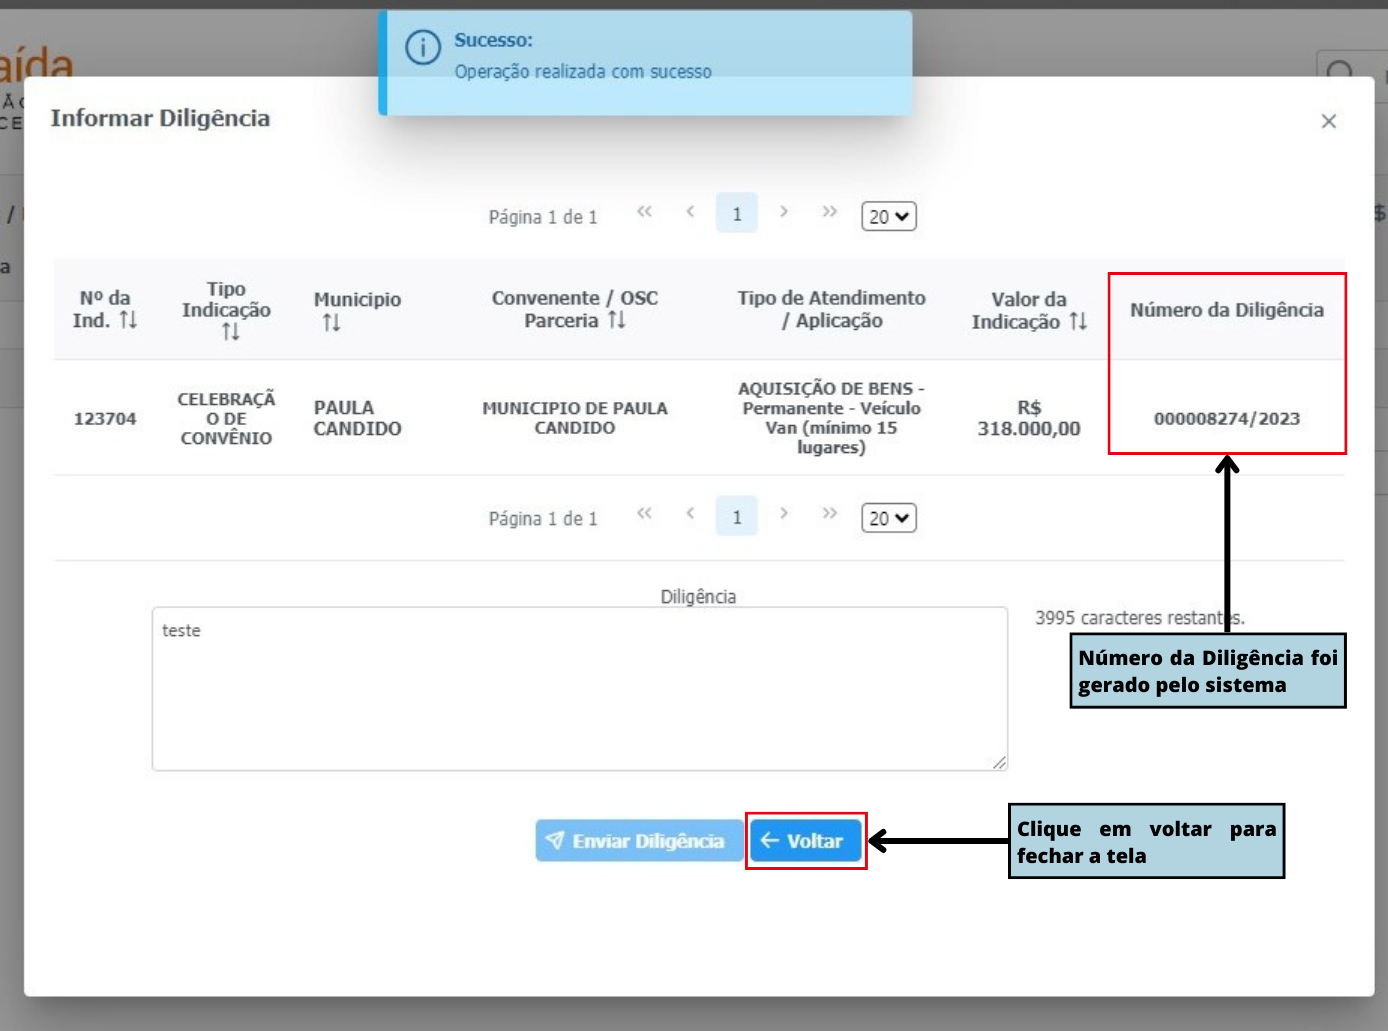 Sucesso:
Operação realizada com sucesso
aída
ÃO
CE
Informar Diligência
×
/
a
$
Página 1 de 1 << < 1 > >> 20
Nº da
Ind. ↑↓
Tipo
Indicação
↑↓
Municipio
↑↓
Convenente / OSC
Parceria ↑↓
Tipo de Atendimento
/ Aplicação
Valor da
Indicação ↑↓
Número da Diligência
123704
CELEBRAÇÃ
O DE
CONVÊNIO
PAULA
CANDIDO
MUNICIPIO DE PAULA
CANDIDO
AQUISIÇÃO DE BENS -
Permanente - Veículo
Van (mínimo 15
lugares)
R$
318.000,00
000008274/2023
Página 1 de 1 << < 1 > >> 20
Diligência
teste
3995 caracteres restantes.
Número da Diligência foi
gerado pelo sistema
Enviar Diligência
Voltar
Clique em voltar para
fechar a tela